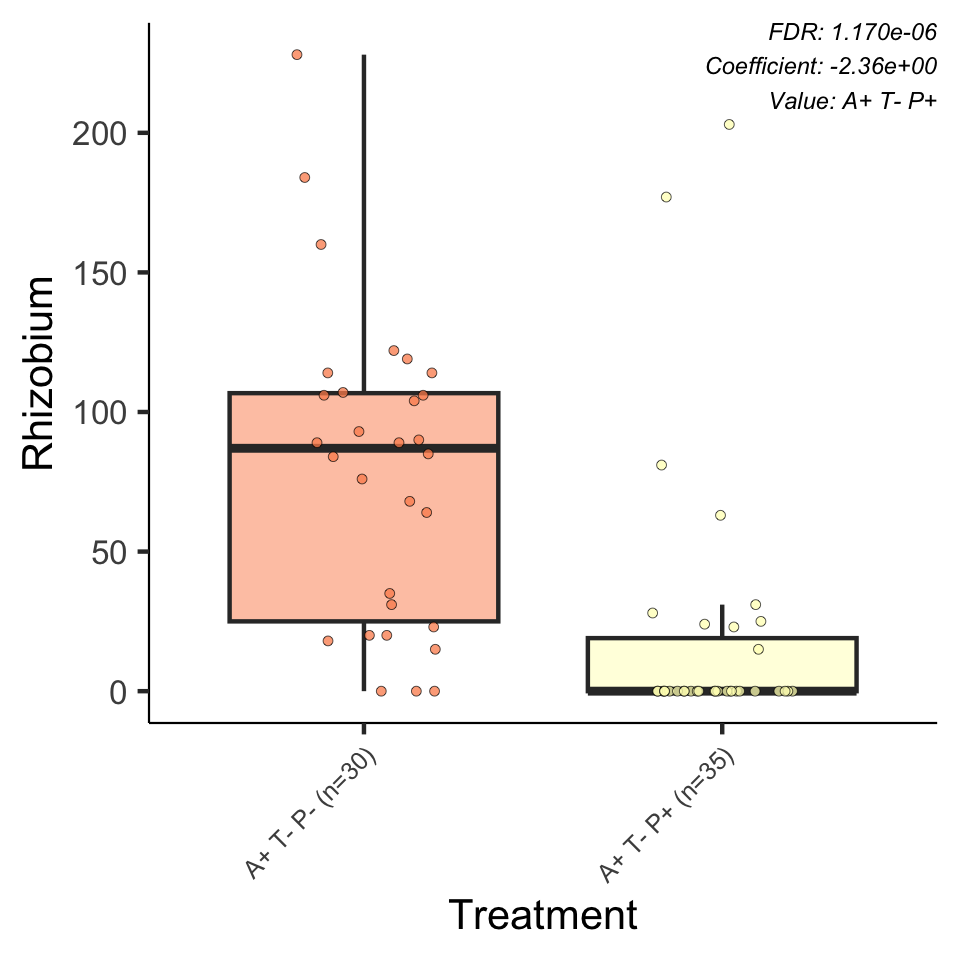 FDR: 1.170e-06
Coefficient: -2.36e+00
Value: A+ T- P+
Rhizobium
200
150
100
50
0
A+ T- P- (n=30)
A+ T- P+ (n=35)
Treatment